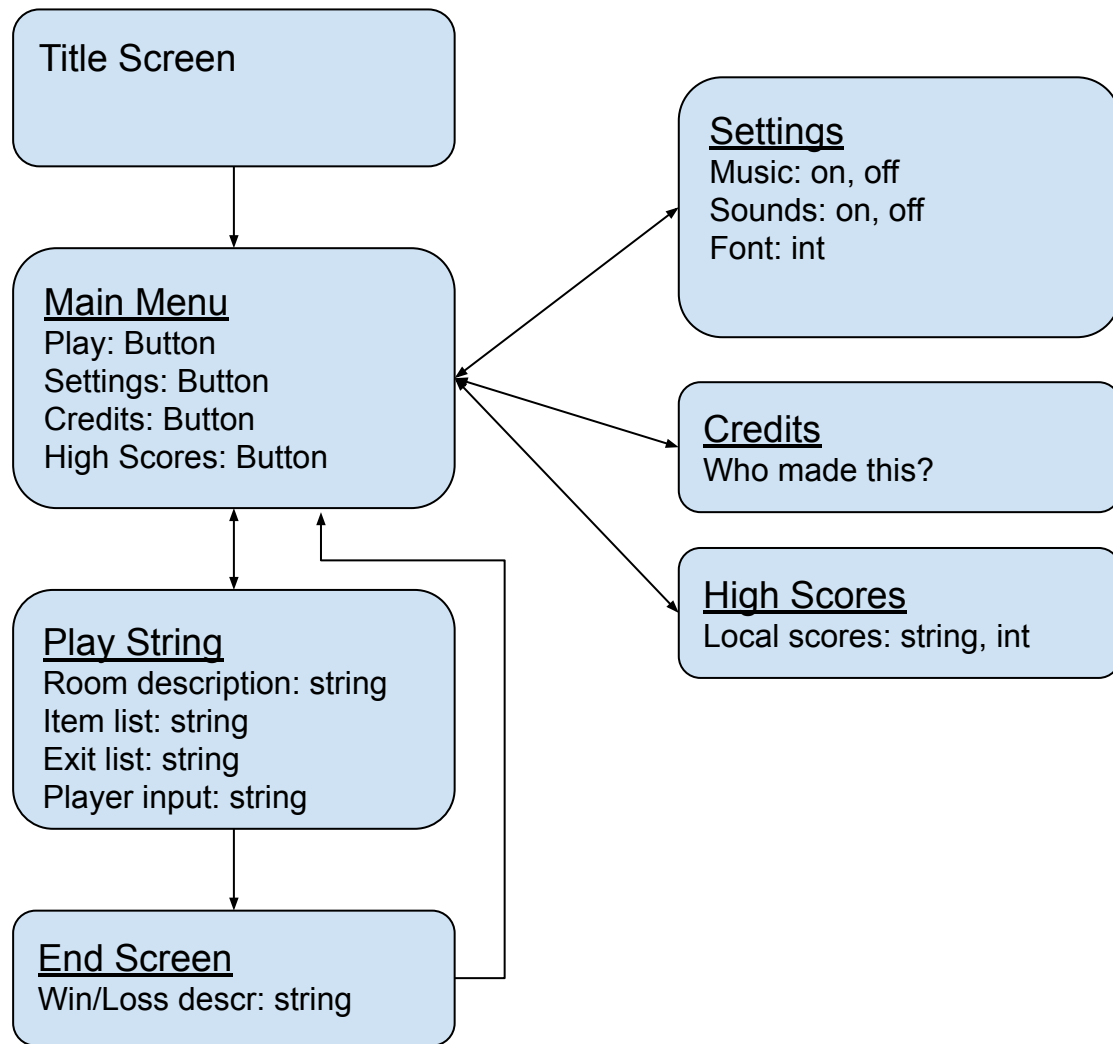 Title Screen
Main Menu
Play: Button
Settings: Button
Credits: Button
High Scores: Button
Play String
Room description: string
Item list: string
Exit list: string
Player input: string
End Screen
Win/Loss descr: string
Settings
Music: on, off
Sounds: on, off
Font: int
Credits
Who made this?
High Scores
Local scores: string, int